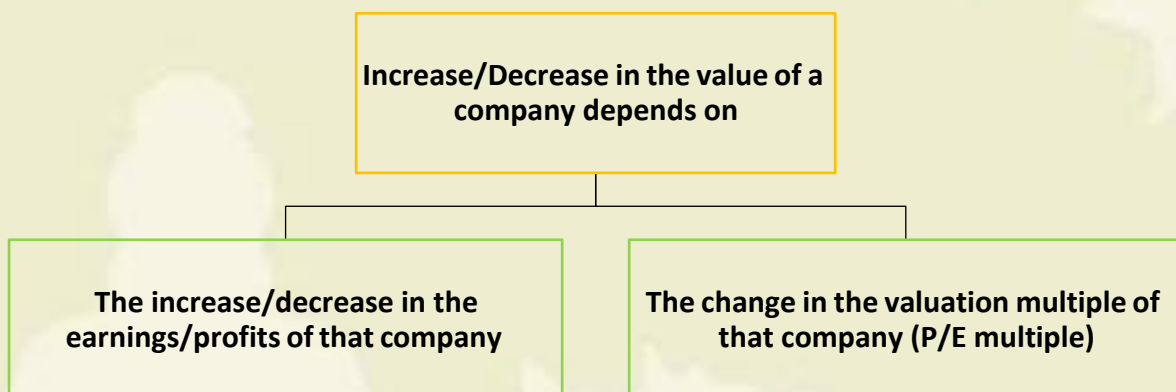 Increase/Decrease in the value of a
company depends on
The increase/decrease in the
earnings/profits of that company
The change in the valuation multiple of
that company (P/E multiple)